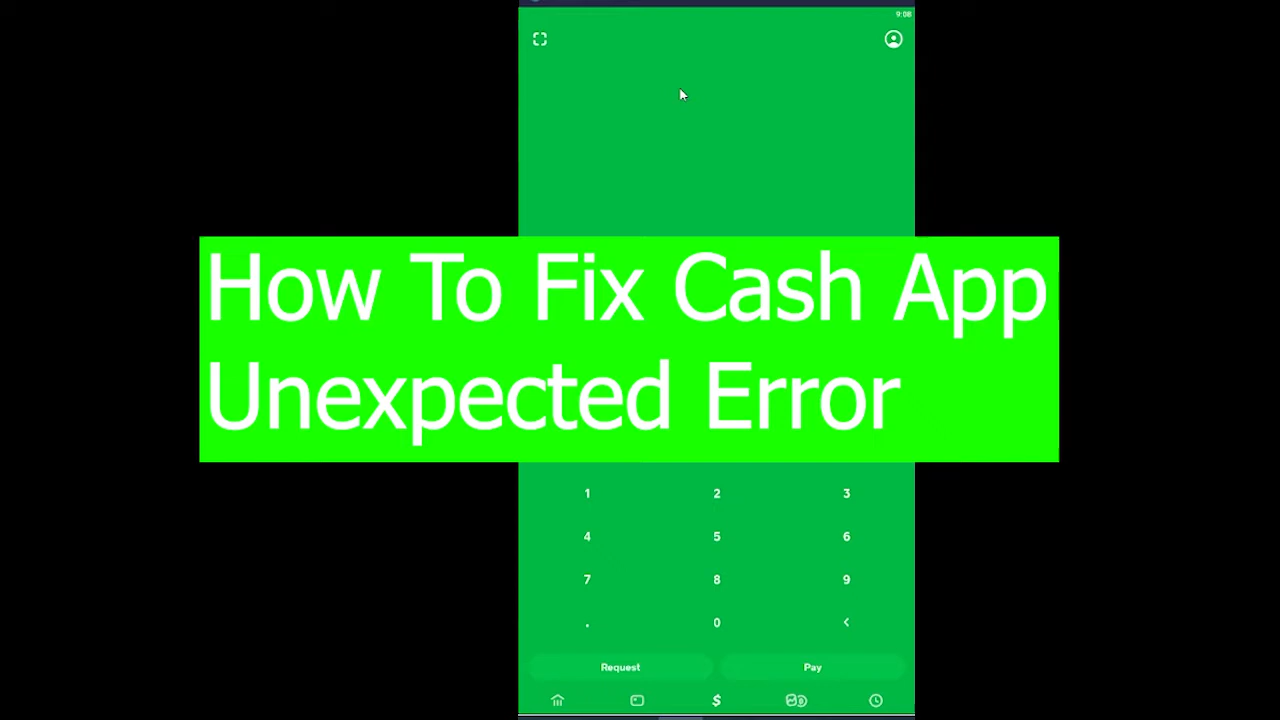 9:08
How To Fix Cash App
Unexpected Error
1 2 3
4 5 6
7 8 9
. 0 <
Request Pay
$